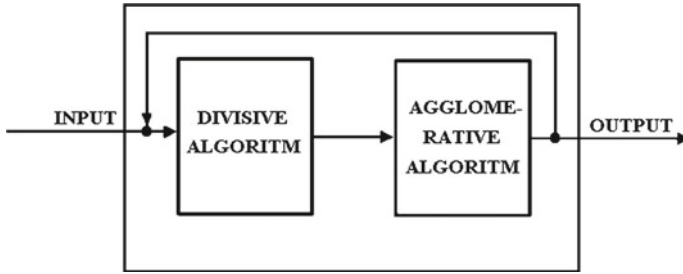 INPUT
DIVISIVE
ALGORITM
AGGLOME-
RATIVE
ALGORITM
OUTPUT